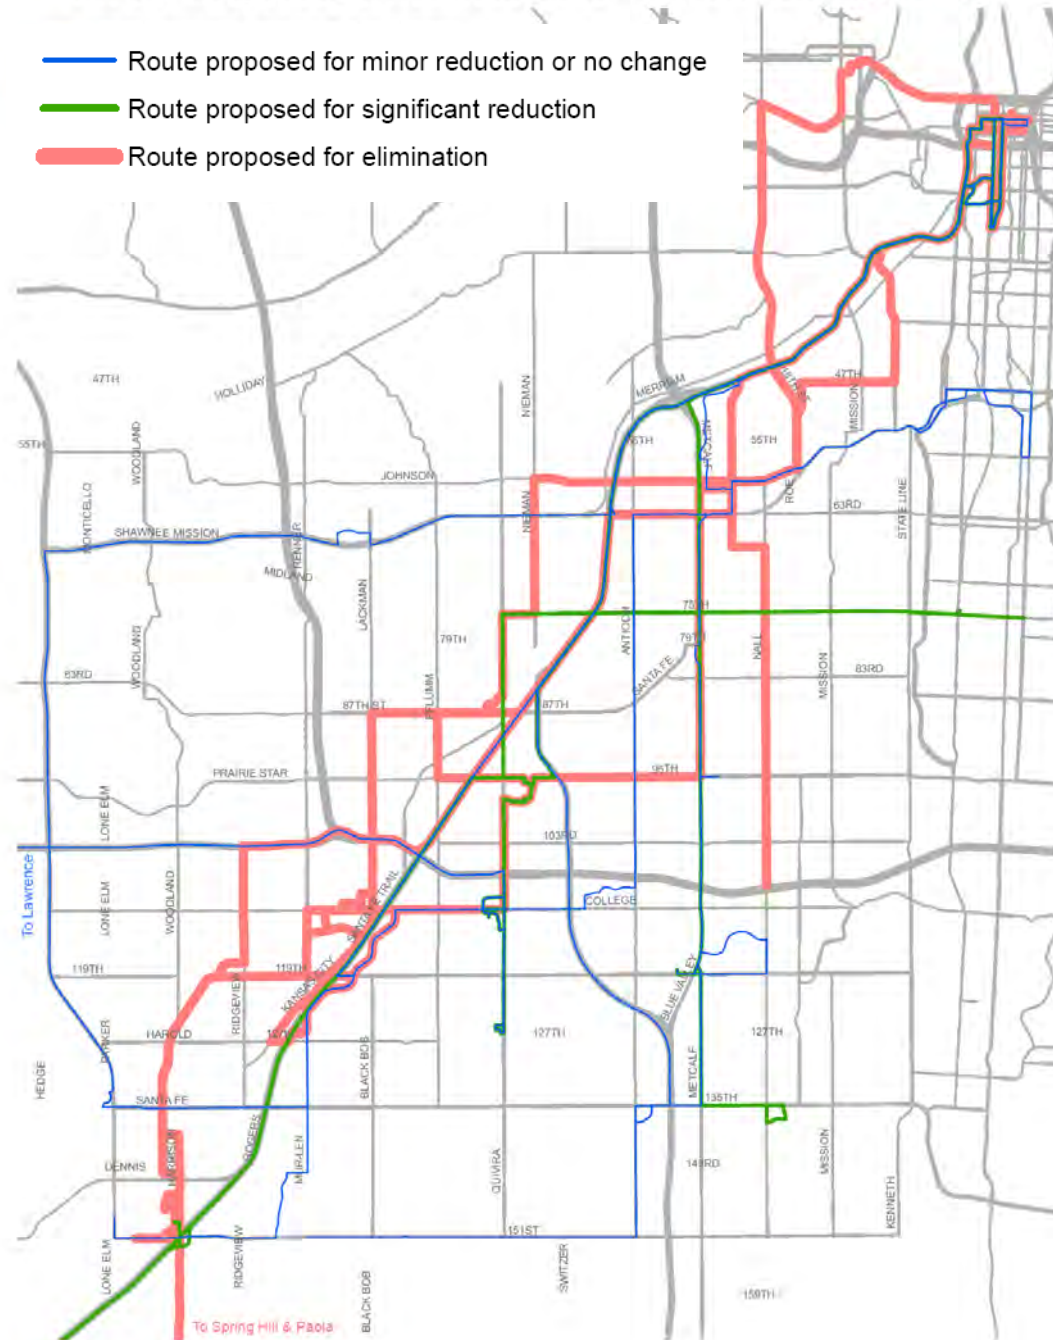 Route proposed for minor reduction or no change
Route proposed for significant reduction
Route proposed for elimination
47TH
HOLLIDAY
NIEMAN
MERRIAM
47TH
MISSION
55TH
WOODLAND
METCALF
55TH
JOHNSON
MONTICELLO
NIEMAN
ROE
63RD
STATE LINE
SHAWNEE MISSION
RENNER
MIDLAND
LACKMAN
75TH
ANTIOCH
79TH
79TH
NALL
WOODLAND
83RD
SANTA FE
MISSION
83RD
PFLUMM
87TH ST
87TH
PRAIRIE STAR
95TH
LONE ELM
103RD
To Lawrence
LONE ELM
WOODLAND
SANTA FE TRAIL
COLLEGE
119TH
119TH
KANSAS CITY
RIDGEVIEW
BLUE VALLEY
PARKER
HAROLD
127TH
127TH
127TH
HEDGE
BLACK BOB
METCALF
SANTA FE
135TH
ROGERS
HARRISON
MUR-LEN
DENNIS
QUIVIRA
143RD
MISSION
KENNETH
151ST
LONE ELM
RIDGEVIEW
BLACK BOB
SWITZER
159TH
To Spring Hill & Paola